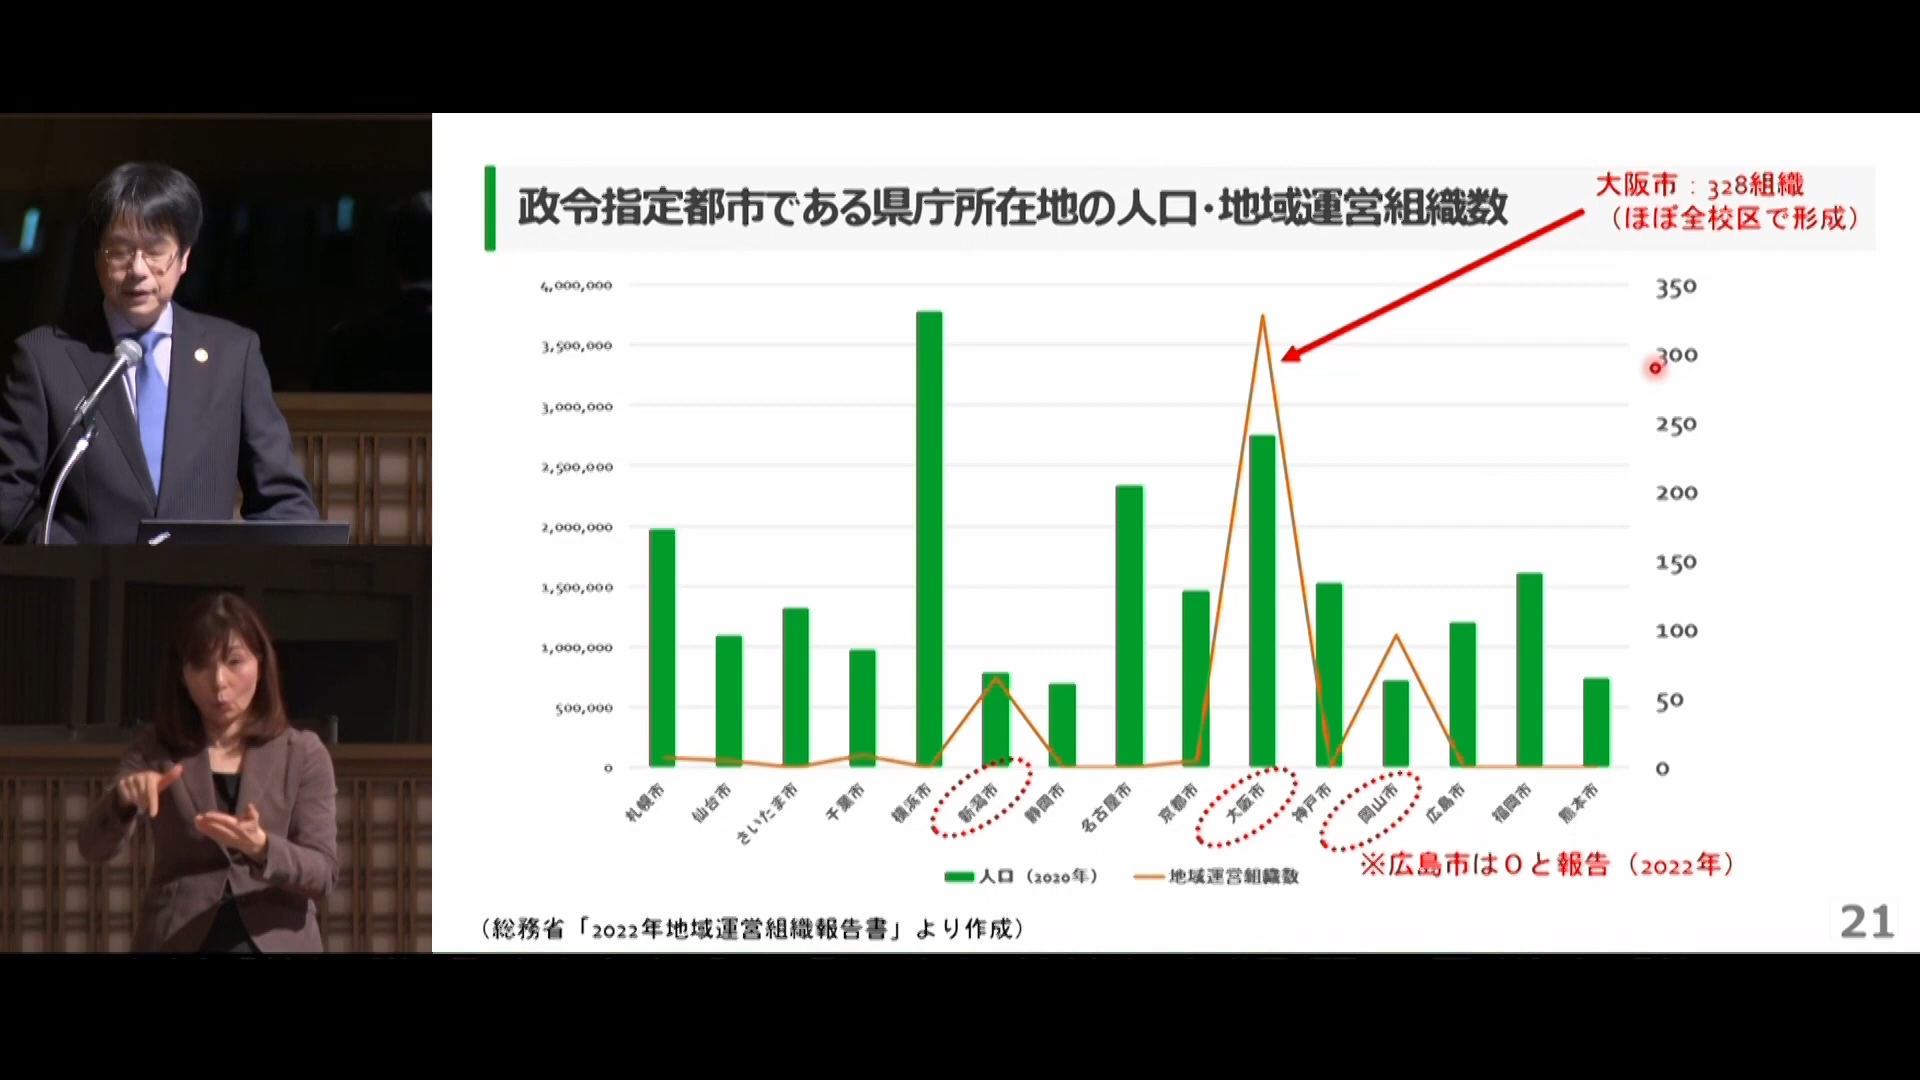 政令指定都市である県庁所在地の人口・地域運営組織数
大阪市：328組織
（ほぼ全校区で形成）
4,000,000
3,500,000
3,000,000
2,500,000
2,000,000
1,500,000
1,000,000
500,000
0
350
300
250
200
150
100
50
0
札幌市
仙台市
さいたま市
千葉市
横浜市
新潟市
静岡市
名古屋市
京都市
大阪市
神戸市
岡山市
広島市
福岡市
熊本市
人口（2020年）
地域運営組織数
※広島市は０と報告（2022年）
（総務省「2022年地域運営組織報告書」より作成）
21